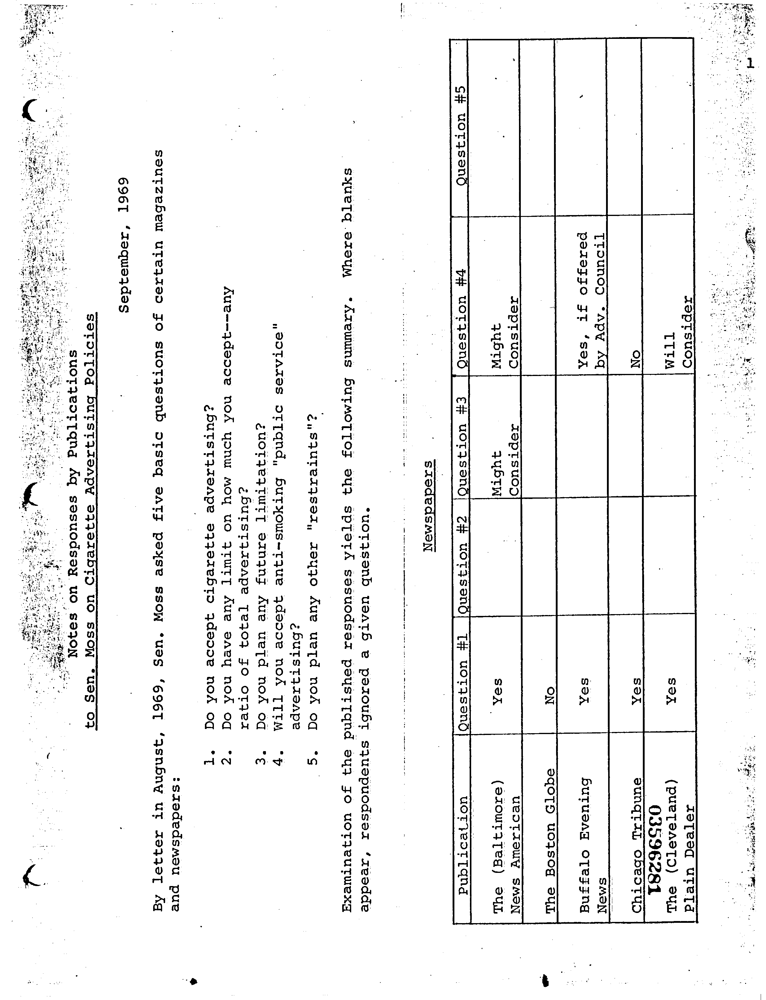 Notes on Responses by Publications
to Sen. Moss on Cigarette Advertising Policies
September, 1969
By letter in August, 1969, Sen. Moss asked five basic questions of certain magazines
and newspapers:
1. Do you accept cigarette advertising?
2. Do you have any limit on how much you accept--any
ratio of total advertising?
3. Do you plan any future limitation?
4. Will you accept anti-smoking "public service"
advertising?
5. Do you plan any other "restraints"?
Examination of the published responses yields the following summary. Where blanks
appear, respondents ignored a given question.
Newspapers
Publication Question #1 Question #2 Question #3 Question #4 Question #5
The (Baltimore) Yes Might Might
News American Consider Consider
The Boston Globe No
Buffalo Evening Yes Yes, if offered
News by Adv. Council
Chicago Tribune Yes No
03596281
The (Cleveland) Yes Will
Plain Dealer Consider
1